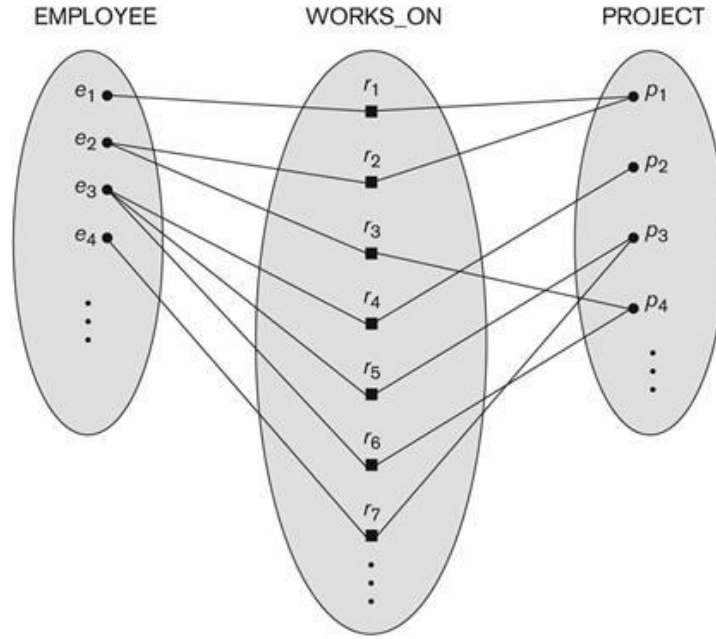 EMPLOYEE WORKS_ON PROJECT
e1
e2
e3
e4
r1
r2
r3
r4
r5
r6
r7
p1
p2
p3
p4